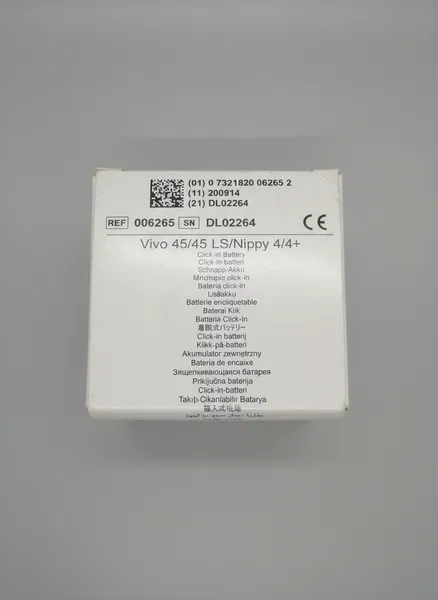 (01) 0 7321820 06265 2
(11) 200914
(21) DL02264
REF 006265 SN DL02264 CE
Vivo 45/45 LS/Nippy 4/4+
Click-in Battery
Click-in-batteri
Schnapp-Akku
Μπαταρία click-in
Bateria click-in
Lisäakku
Batterie encliquetable
Baterai Klik
Batteria Click-In
着脱式バッテリー
Click-in batterij
Klikk-på-batteri
Akumulator zewnętrzny
Bateria de encaixe
Защелкивающаяся батарея
Priključna baterija
Click-in-batteri
Takıp Çıkarılabilir Batarya
插入式电池